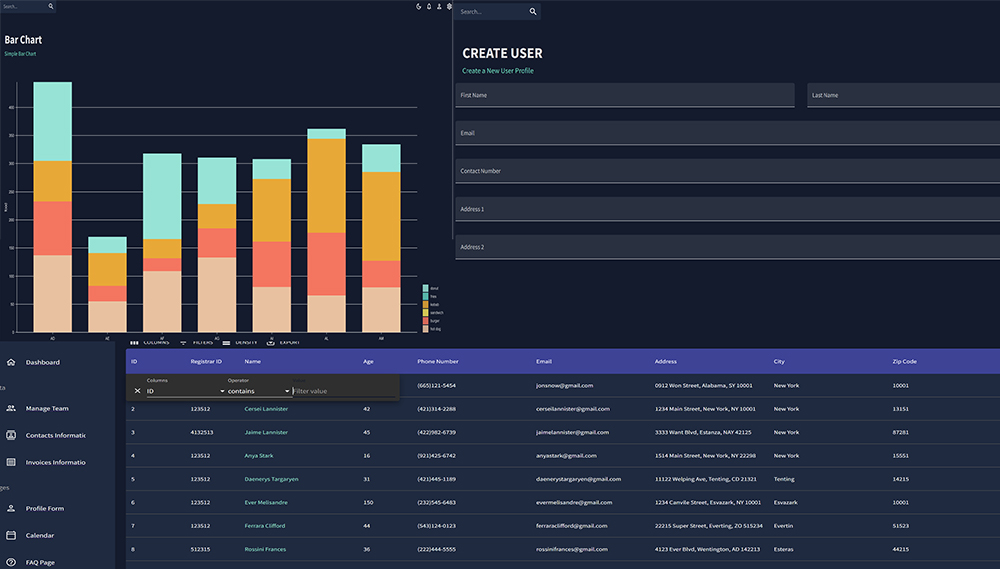 Search...
Bar Chart
Simple Bar Chart
400
350
300
250
200
150
100
50
0
AD AE AF AG AI AL AM
donut
fries
kebab
sandwich
burger
hot dog
Search...
CREATE USER
Create a New User Profile
First Name Last Name
Email
Contact Number
Address 1
Address 2
Dashboard
ta
Manage Team
Contacts Informatic
Invoices Informatio
ges
Profile Form
Calendar
FAQ Page
COLUMNS FILTERS DENSITY EXPORT
ID Registrar ID Name Age Phone Number Email Address City Zip Code
Columns Operator
ID contains Filter value
(665)121-5454 jonsnow@gmail.com 0912 Won Street, Alabama, SY 10001 New York 10001
2 123512 Cersei Lannister 42 (421)314-2288 cerseilannister@gmail.com 1234 Main Street, New York, NY 10001 New York 13151
3 4132513 Jaime Lannister 45 (422)982-6739 jaimelannister@gmail.com 3333 Want Blvd, Estanza, NAY 42125 New York 87281
4 123512 Anya Stark 16 (921)425-6742 anyastark@gmail.com 1514 Main Street, New York, NY 22298 New York 15551
5 123512 Daenerys Targaryen 31 (421)445-1189 daenerystargaryen@gmail.com 11122 Welping Ave, Tenting, CD 21321 Tenting 14215
6 123512 Ever Melisandre 150 (232)545-6483 evermelisandre@gmail.com 1234 Canvile Street, Esvazark, NY 10001 Esvazark 10001
7 123512 Ferrara Clifford 44 (543)124-0123 ferraraclifford@gmail.com 22215 Super Street, Everting, ZO 515234 Evertin 51523
8 512315 Rossini Frances 36 (222)444-5555 rossinifrances@gmail.com 4123 Ever Blvd, Wentington, AD 142213 Esteras 44215